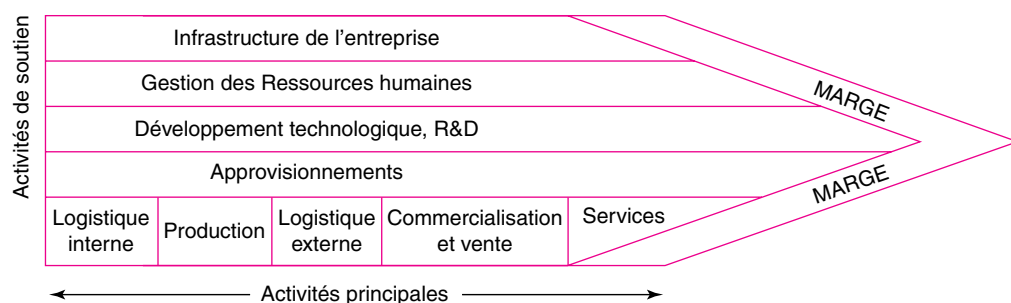 Activités de soutien
Infrastructure de l’entreprise
Gestion des Ressources humaines
Développement technologique, R&D
Approvisionnements
MARGE
MARGE
Logistique
interne
Production
Logistique
externe
Commercialisation
et vente
Services
Activités principales